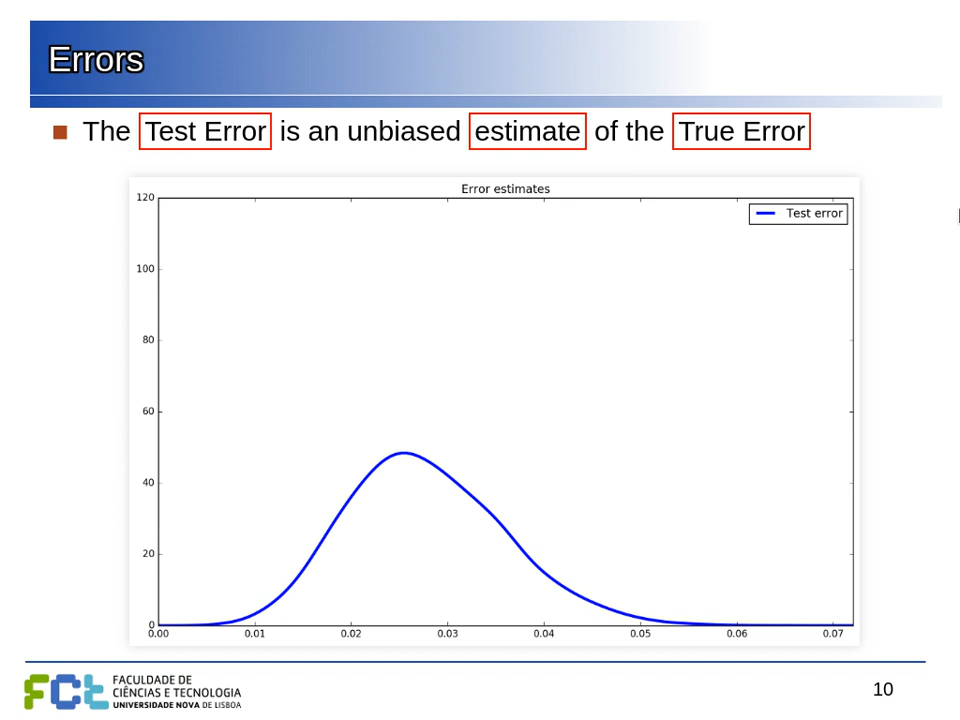 Errors
The Test Error is an unbiased estimate of the True Error
Error estimates
Test error
120
100
80
60
40
20
0
0.00 0.01 0.02 0.03 0.04 0.05 0.06 0.07
FCt
FACULDADE DE
CIÊNCIAS E TECNOLOGIA
UNIVERSIDADE NOVA DE LISBOA
10